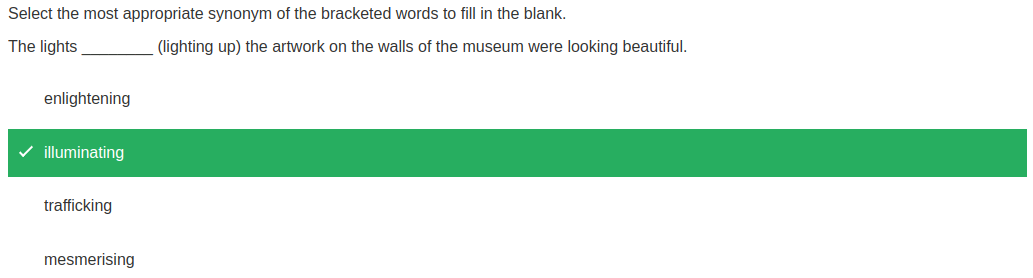 Select the most appropriate synonym of the bracketed words to fill in the blank.
The lights ________ (lighting up) the artwork on the walls of the museum were looking beautiful.
enlightening
✓ illuminating
trafficking
mesmerising